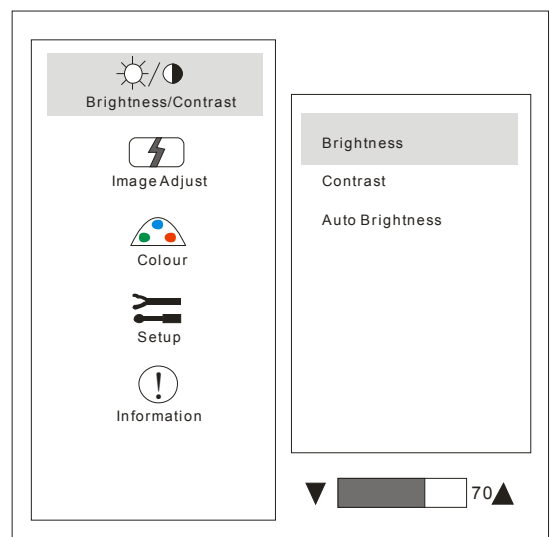 Brightness/Contrast
Image Adjust
Colour
Setup
Information
Brightness
Contrast
Auto Brightness
70